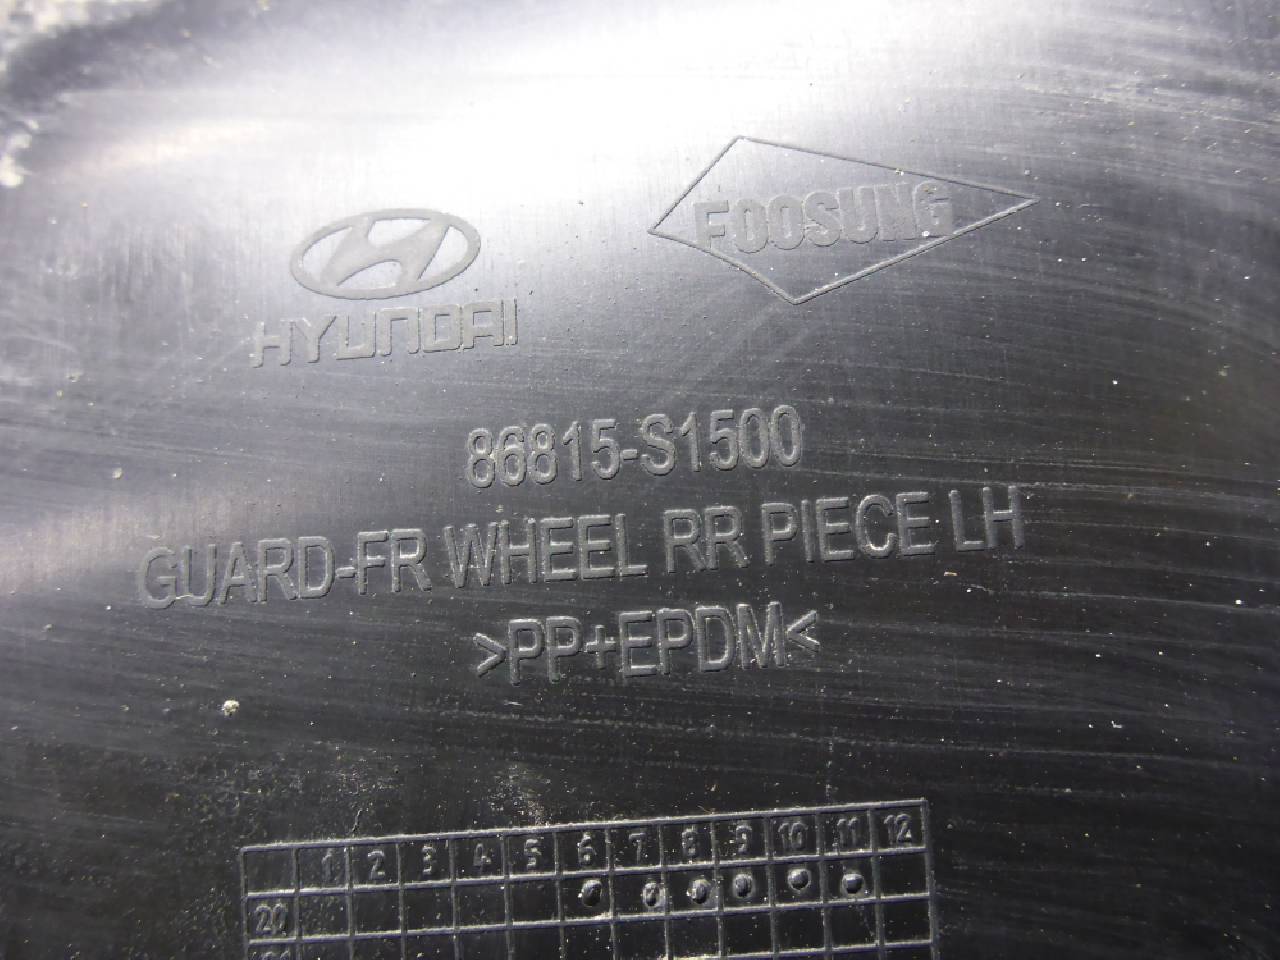 HYUNDAI
FOOSUNG
86815-S1500
GUARD-FR WHEEL RR PIECE LH
>PP+EPDM<
1 2 3 4 5 6 7 8 9 10 11 12
20